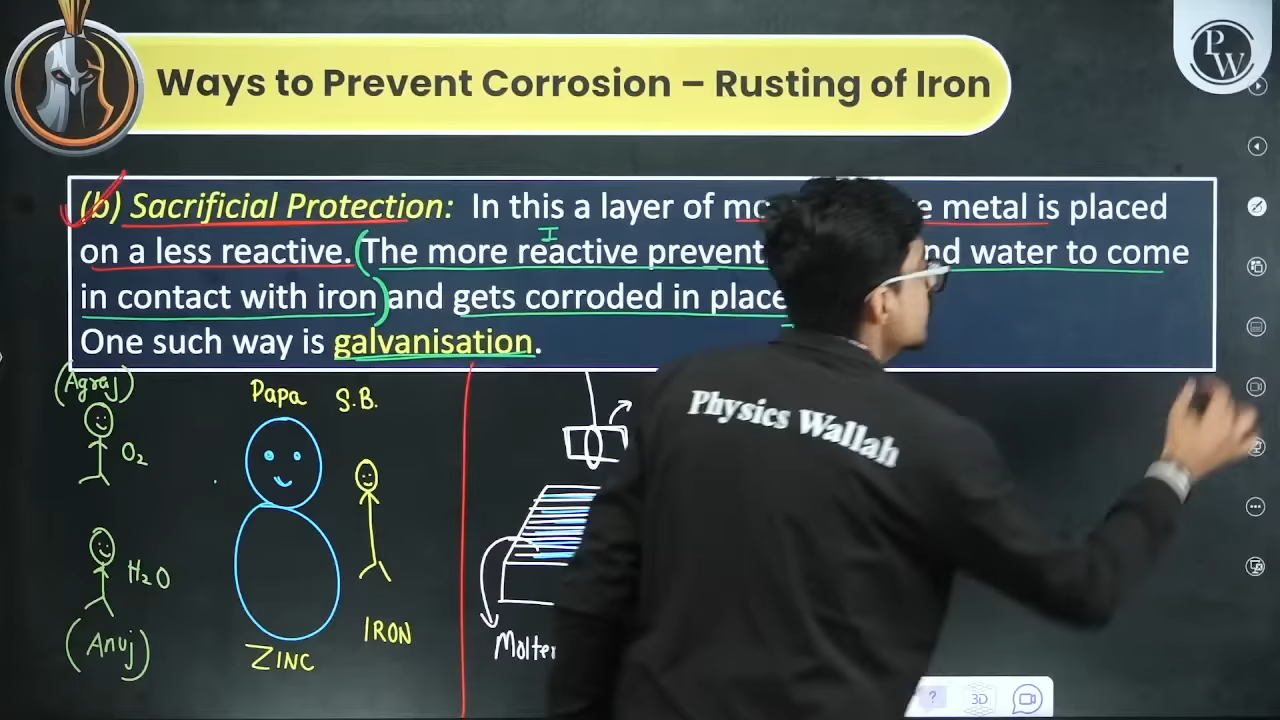 Ways to Prevent Corrosion – Rusting of Iron
PW
(b) Sacrificial Protection: In this a layer of metal is placed
on a less reactive. (The more reactive prevent water to come
in contact with iron) and gets corroded in place
One such way is galvanisation.
I
(Agraj)
O₂
H₂O
(Anuj)
Papa
S.B.
ZINC
IRON
Physics Wallah
?
3D